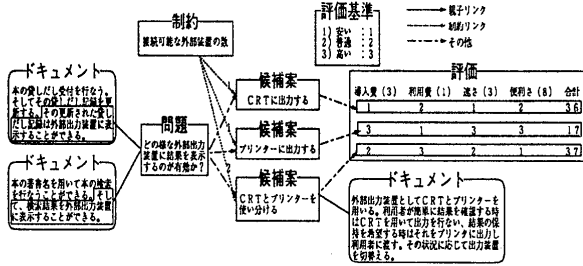 制約
接続可能な外部装置の数
評価基準
1) 安い : 1
2) 普通 : 2
3) 高い : 3
親子リンク
制約リンク
その他
ドキュメント
本の貸しだし受付を行なう。
そしてその貸しだし記録を更
新する。その更新された貸し
だし記録は外部出力装置に表
示することができる。
ドキュメント
本の著者名を用いて本の検索
を行なうことができる。そし
て、検索結果を外部出力装置
に表示することができる。
問題
どの様な外部出力
装置に結果を表示
するのが有効か?
候補案
CRTに出力する
候補案
プリンターに出力する
候補案
CRTとプリンターを
使い分ける
評価
導入費 (3) 利用費 (1) 速さ (3) 便利さ (8) 合計
1 2 1 2 36
3 1 3 3 17
2 3 2 1 37
ドキュメント
外部出力装置としてCRTとプリンターを
用いる。利用者が簡単に結果を確認する時
はCRTを用いて出力を行ない、結果の保
持を希望する時はそれをプリンタに出力し
利用者に渡す。その状況に応じて出力装置
を切替える。